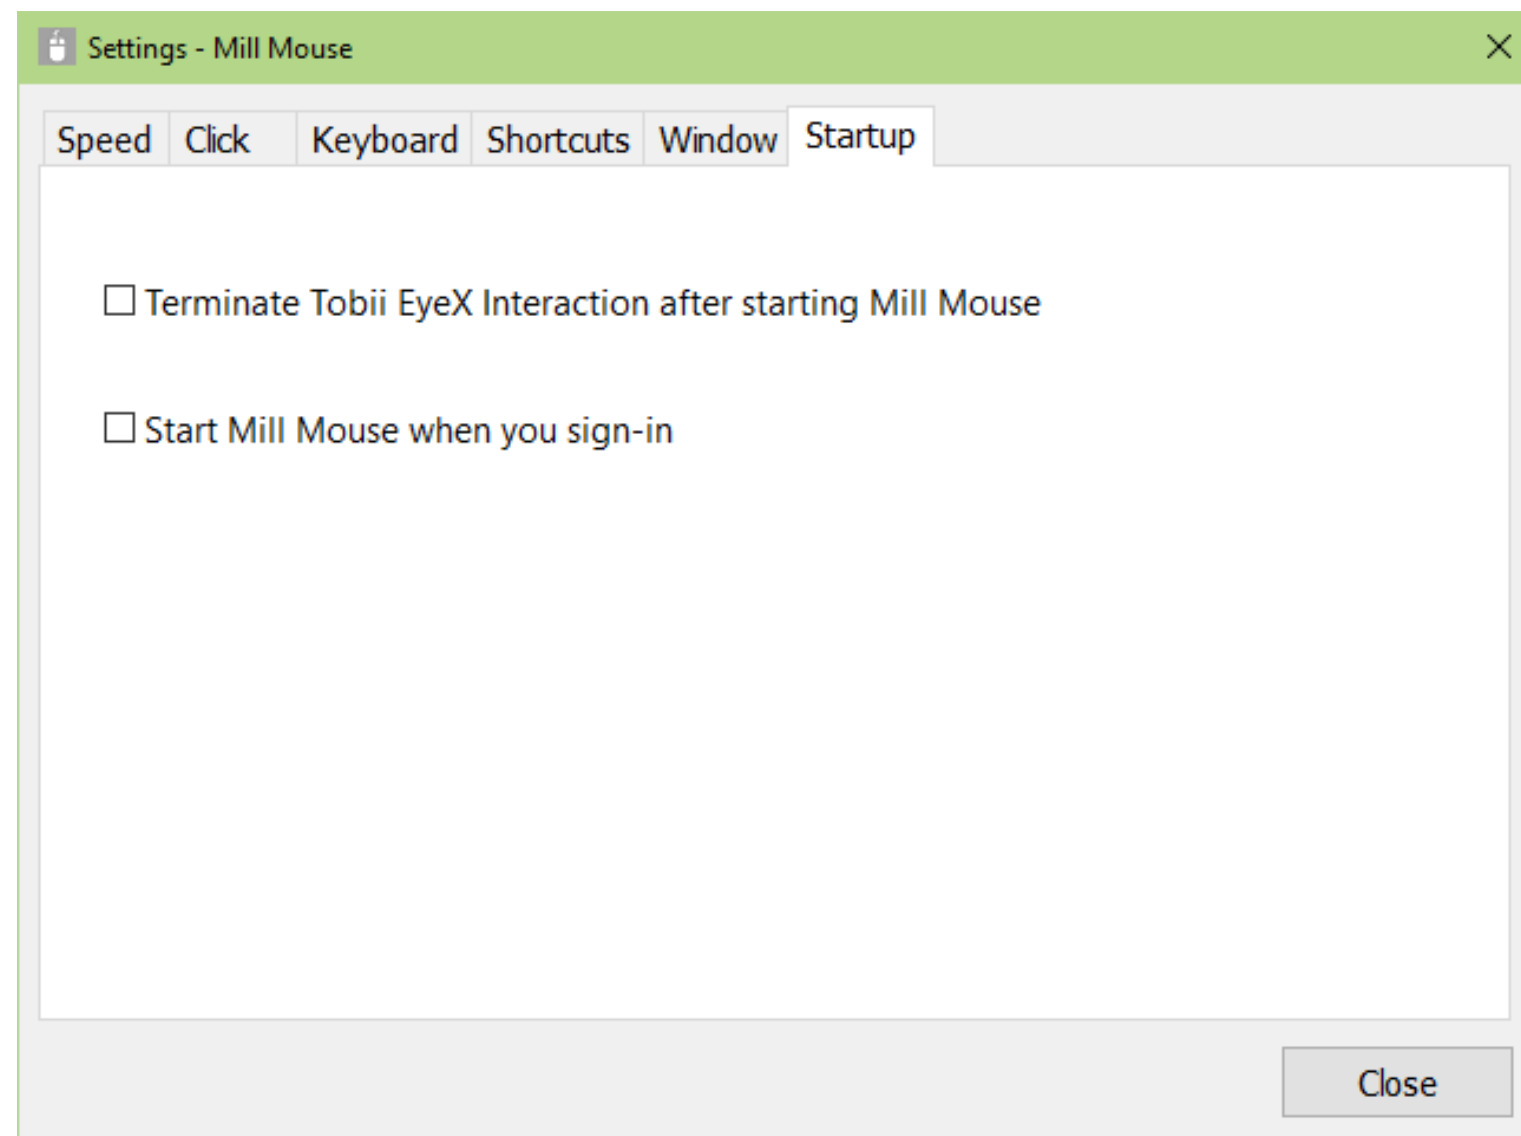 Settings - Mill Mouse
Speed Click Keyboard Shortcuts Window Startup
Terminate Tobii EyeX Interaction after starting Mill Mouse
Start Mill Mouse when you sign-in
Close